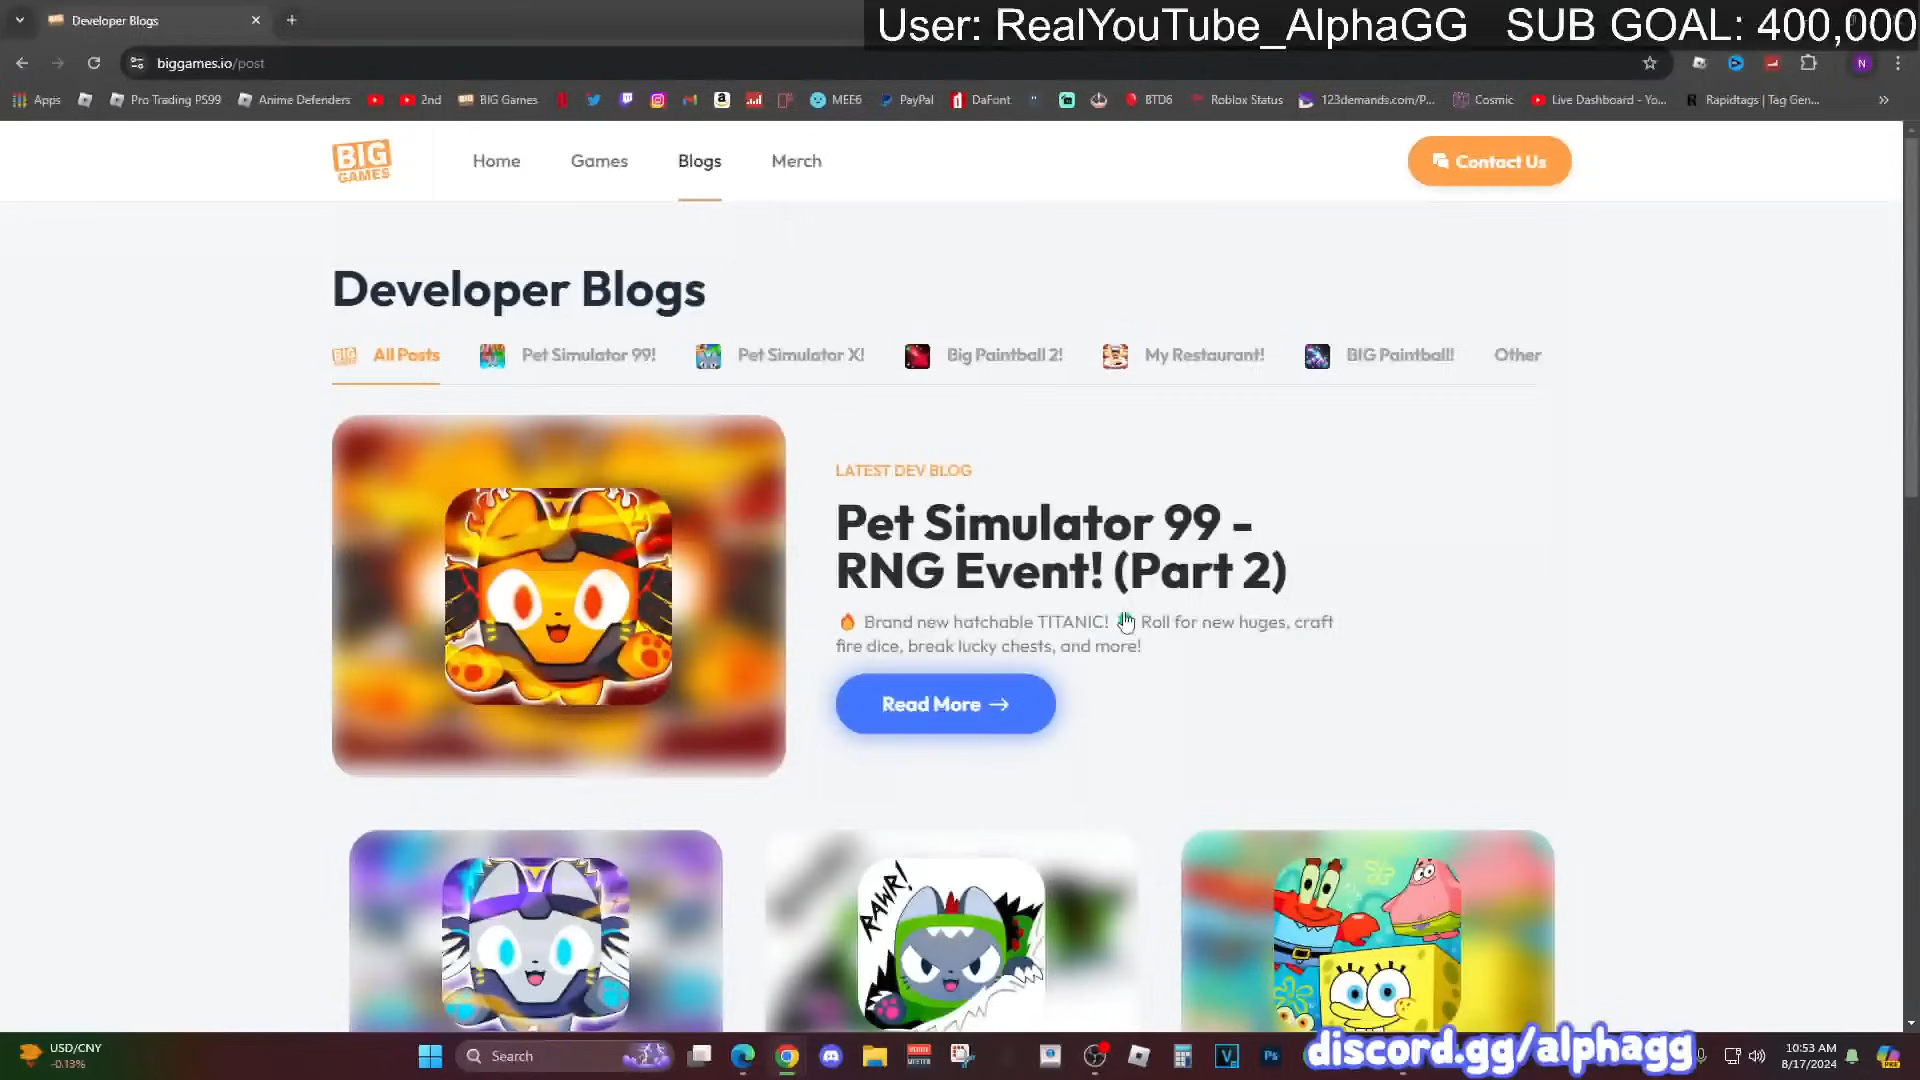 Developer Blogs
User: RealYouTube_AlphaGG SUB GOAL: 400,000
biggames.io/post
N
Apps
Pro Trading PS99
Anime Defenders
2nd
BIG Games
MEE6
PayPal
DaFont
BTD6
Roblox Status
123demands.com/P...
Cosmic
Live Dashboard - Yo...
Rapidtags | Tag Gen...
BIG
GAMES
Home
Games
Blogs
Merch
Contact Us
Developer Blogs
All Posts
Pet Simulator 99!
Pet Simulator X!
Big Paintball 2!
My Restaurant!
BIG Paintball!
Other
LATEST DEV BLOG
Pet Simulator 99 -
RNG Event! (Part 2)
🔥 Brand new hatchable TITANIC! Roll for new huges, craft
fire dice, break lucky chests, and more!
Read More →
RAWR!
USD/CNY
-0.13%
Search
discord.gg/alphagg
10:53 AM
8/17/2024